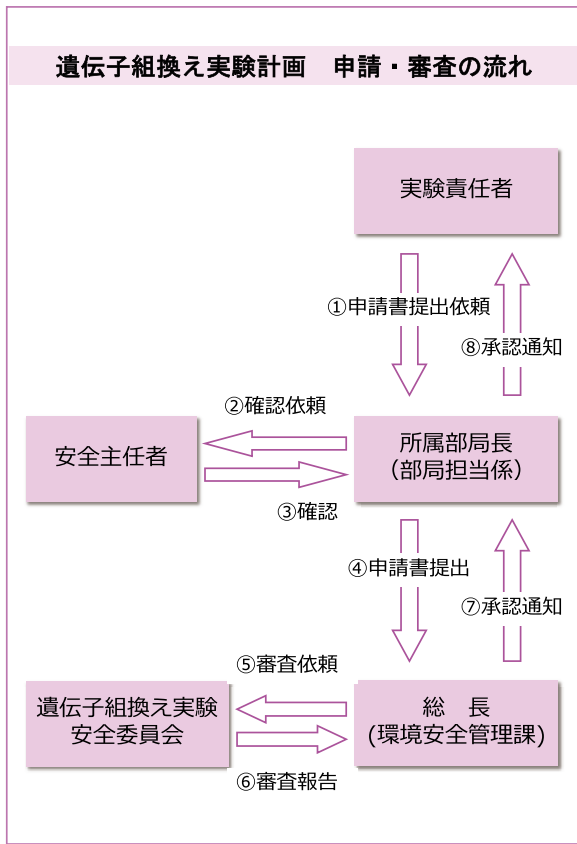 遺伝子組換え実験計画　申請・審査の流れ
実験責任者
①申請書提出依頼
⑧承認通知
②確認依頼
安全主任者
所属部局長
（部局担当係）
③確認
④申請書提出
⑦承認通知
⑤審査依頼
遺伝子組換え実験
安全委員会
総　長
(環境安全管理課)
⑥審査報告